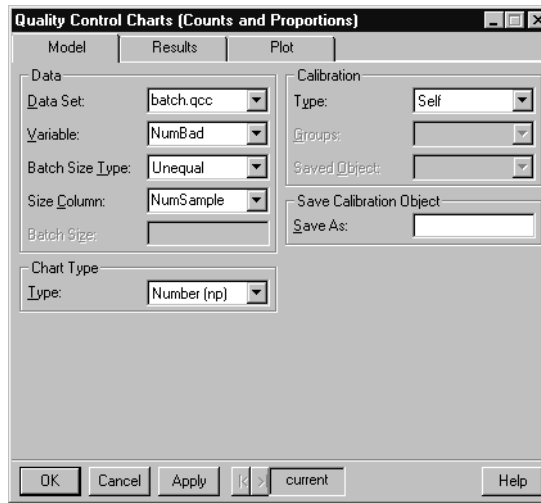 Quality Control Charts (Counts and Proportions)
Model Results Plot
Data
Data Set: batch.qcc
Variable: NumBad
Batch Size Type: Unequal
Size Column: NumSample
Batch Size:
Chart Type
Type: Number (np)
Calibration
Type: Self
Groups:
Saved Object:
Save Calibration Object
Save As:
OK Cancel Apply current Help